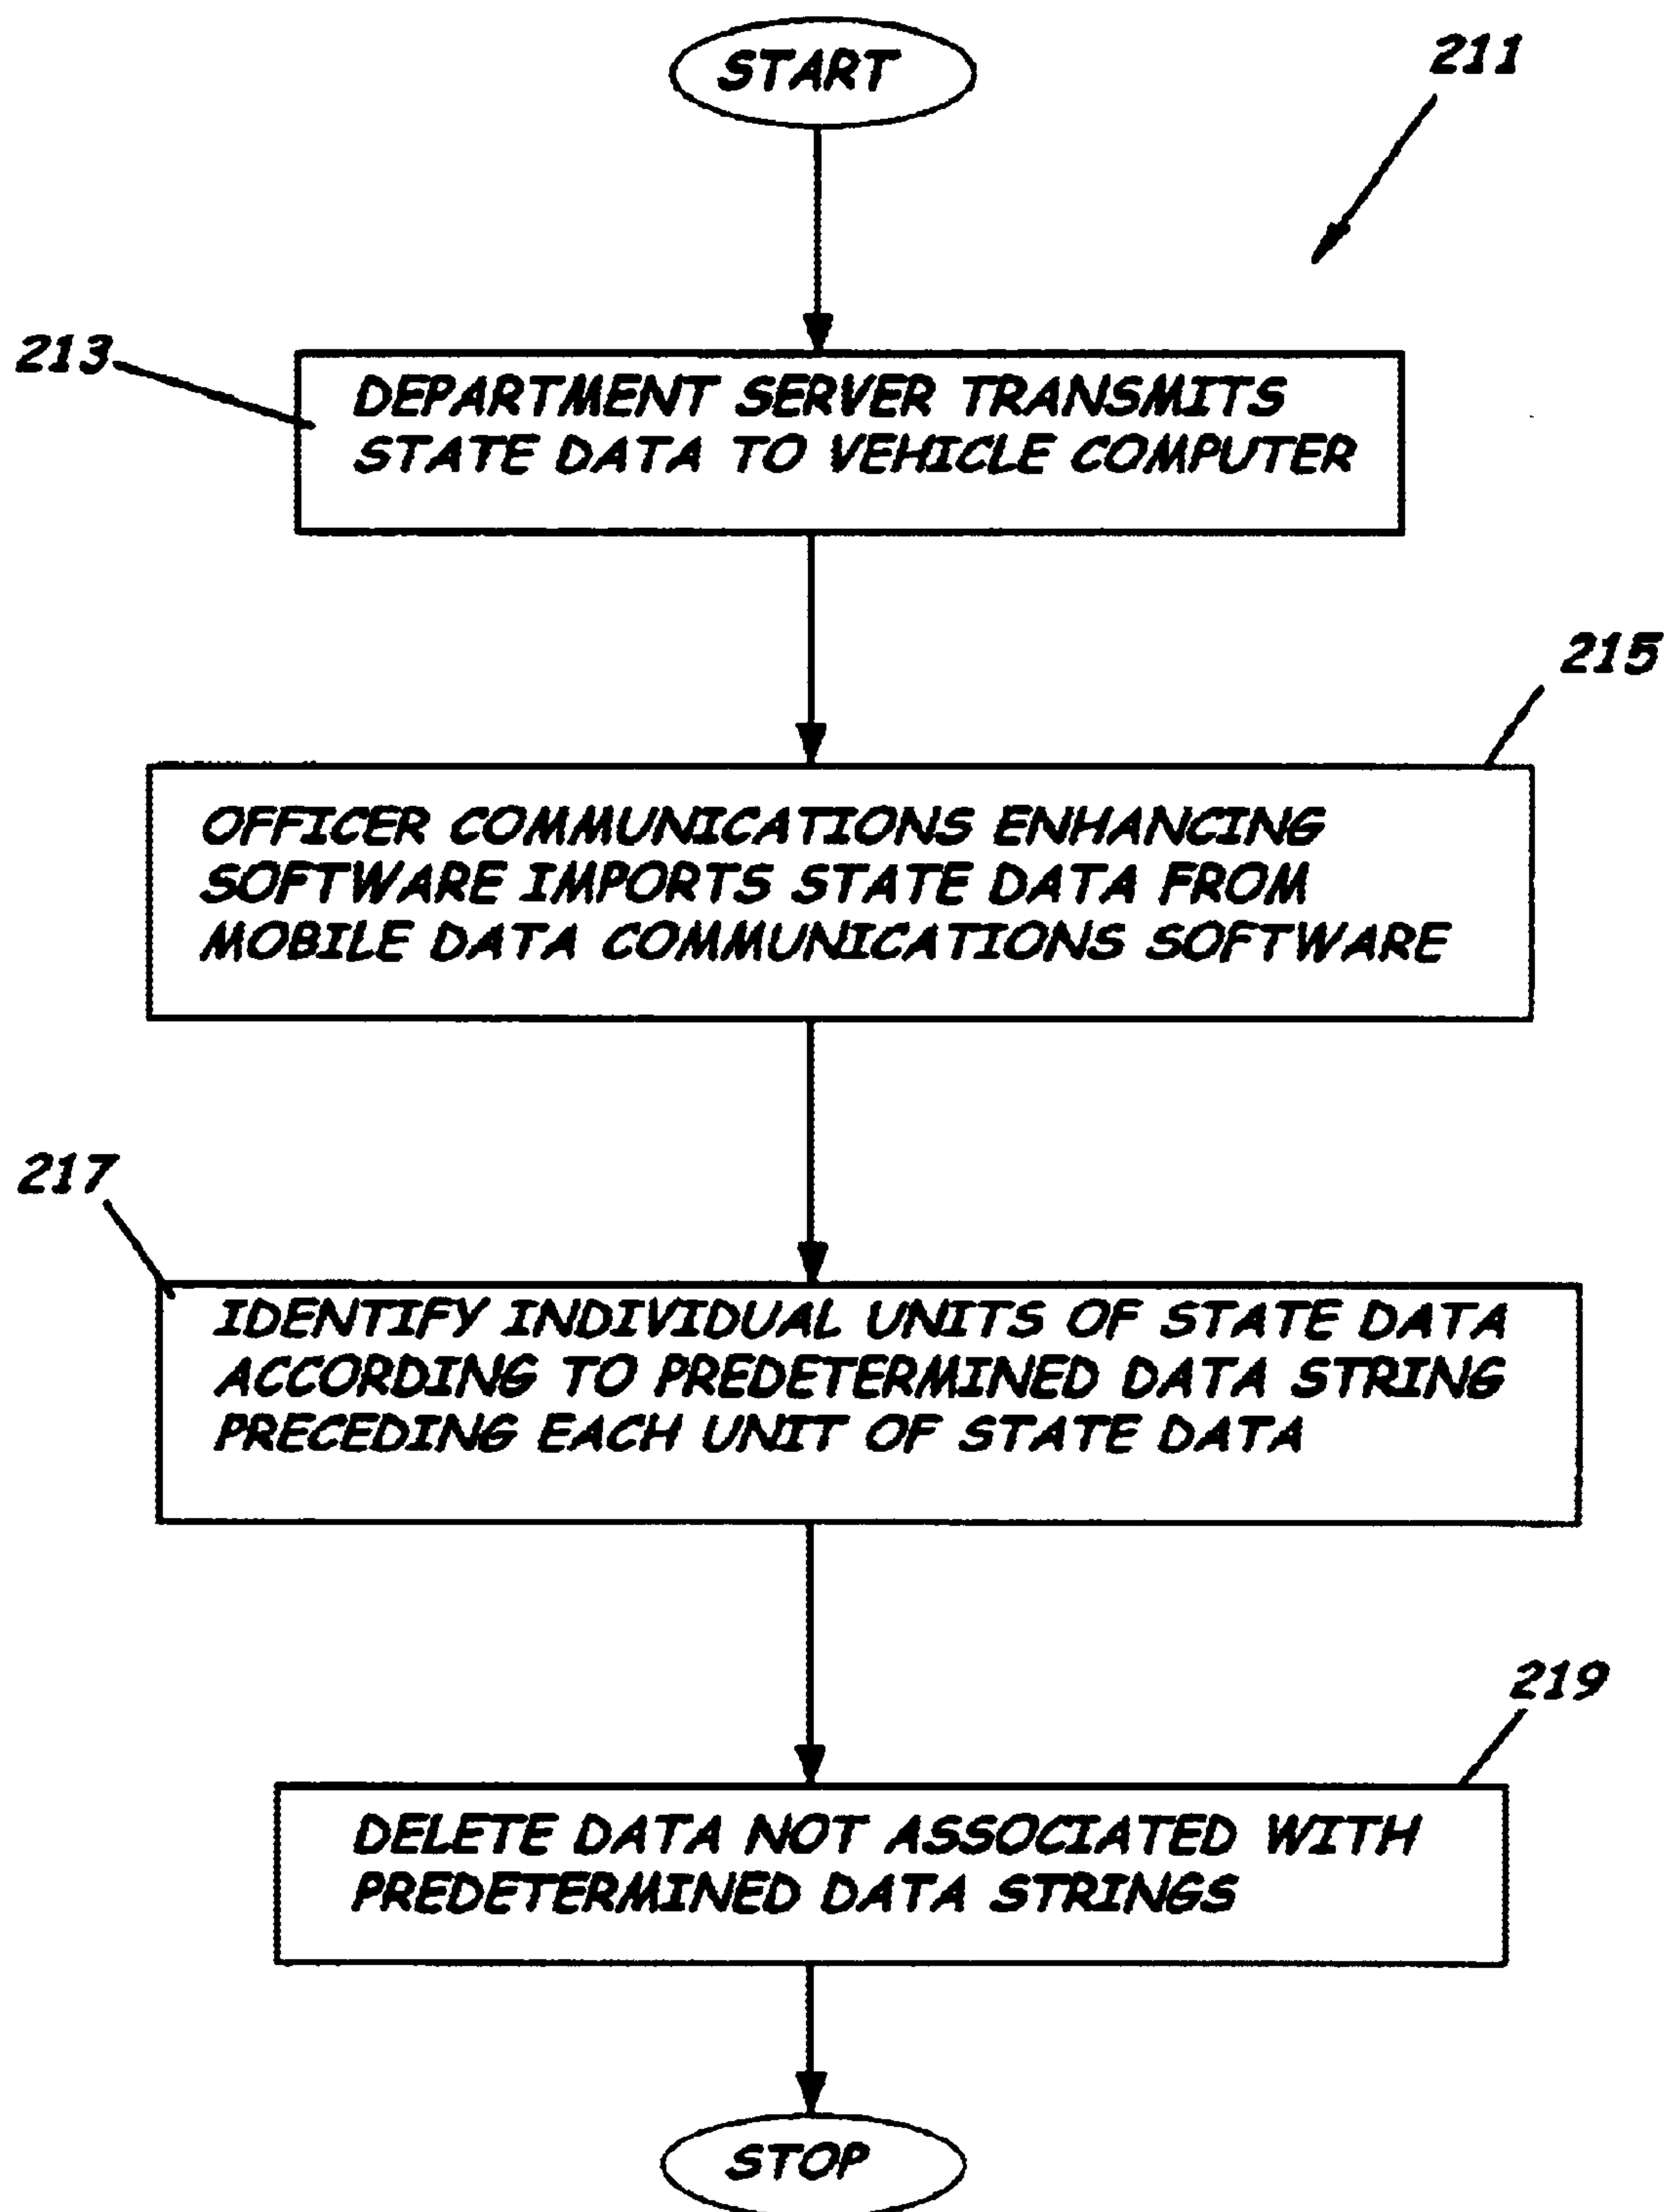 START
211
213
DEPARTMENT SERVER TRANSMITS
STATE DATA TO VEHICLE COMPUTER
215
OFFICER COMMUNICATIONS ENHANCING
SOFTWARE IMPORTS STATE DATA FROM
MOBILE DATA COMMUNICATIONS SOFTWARE
217
IDENTIFY INDIVIDUAL UNITS OF STATE DATA
ACCORDING TO PREDETERMINED DATA STRING
PRECEDING EACH UNIT OF STATE DATA
219
DELETE DATA NOT ASSOCIATED WITH
PREDETERMINED DATA STRINGS
STOP